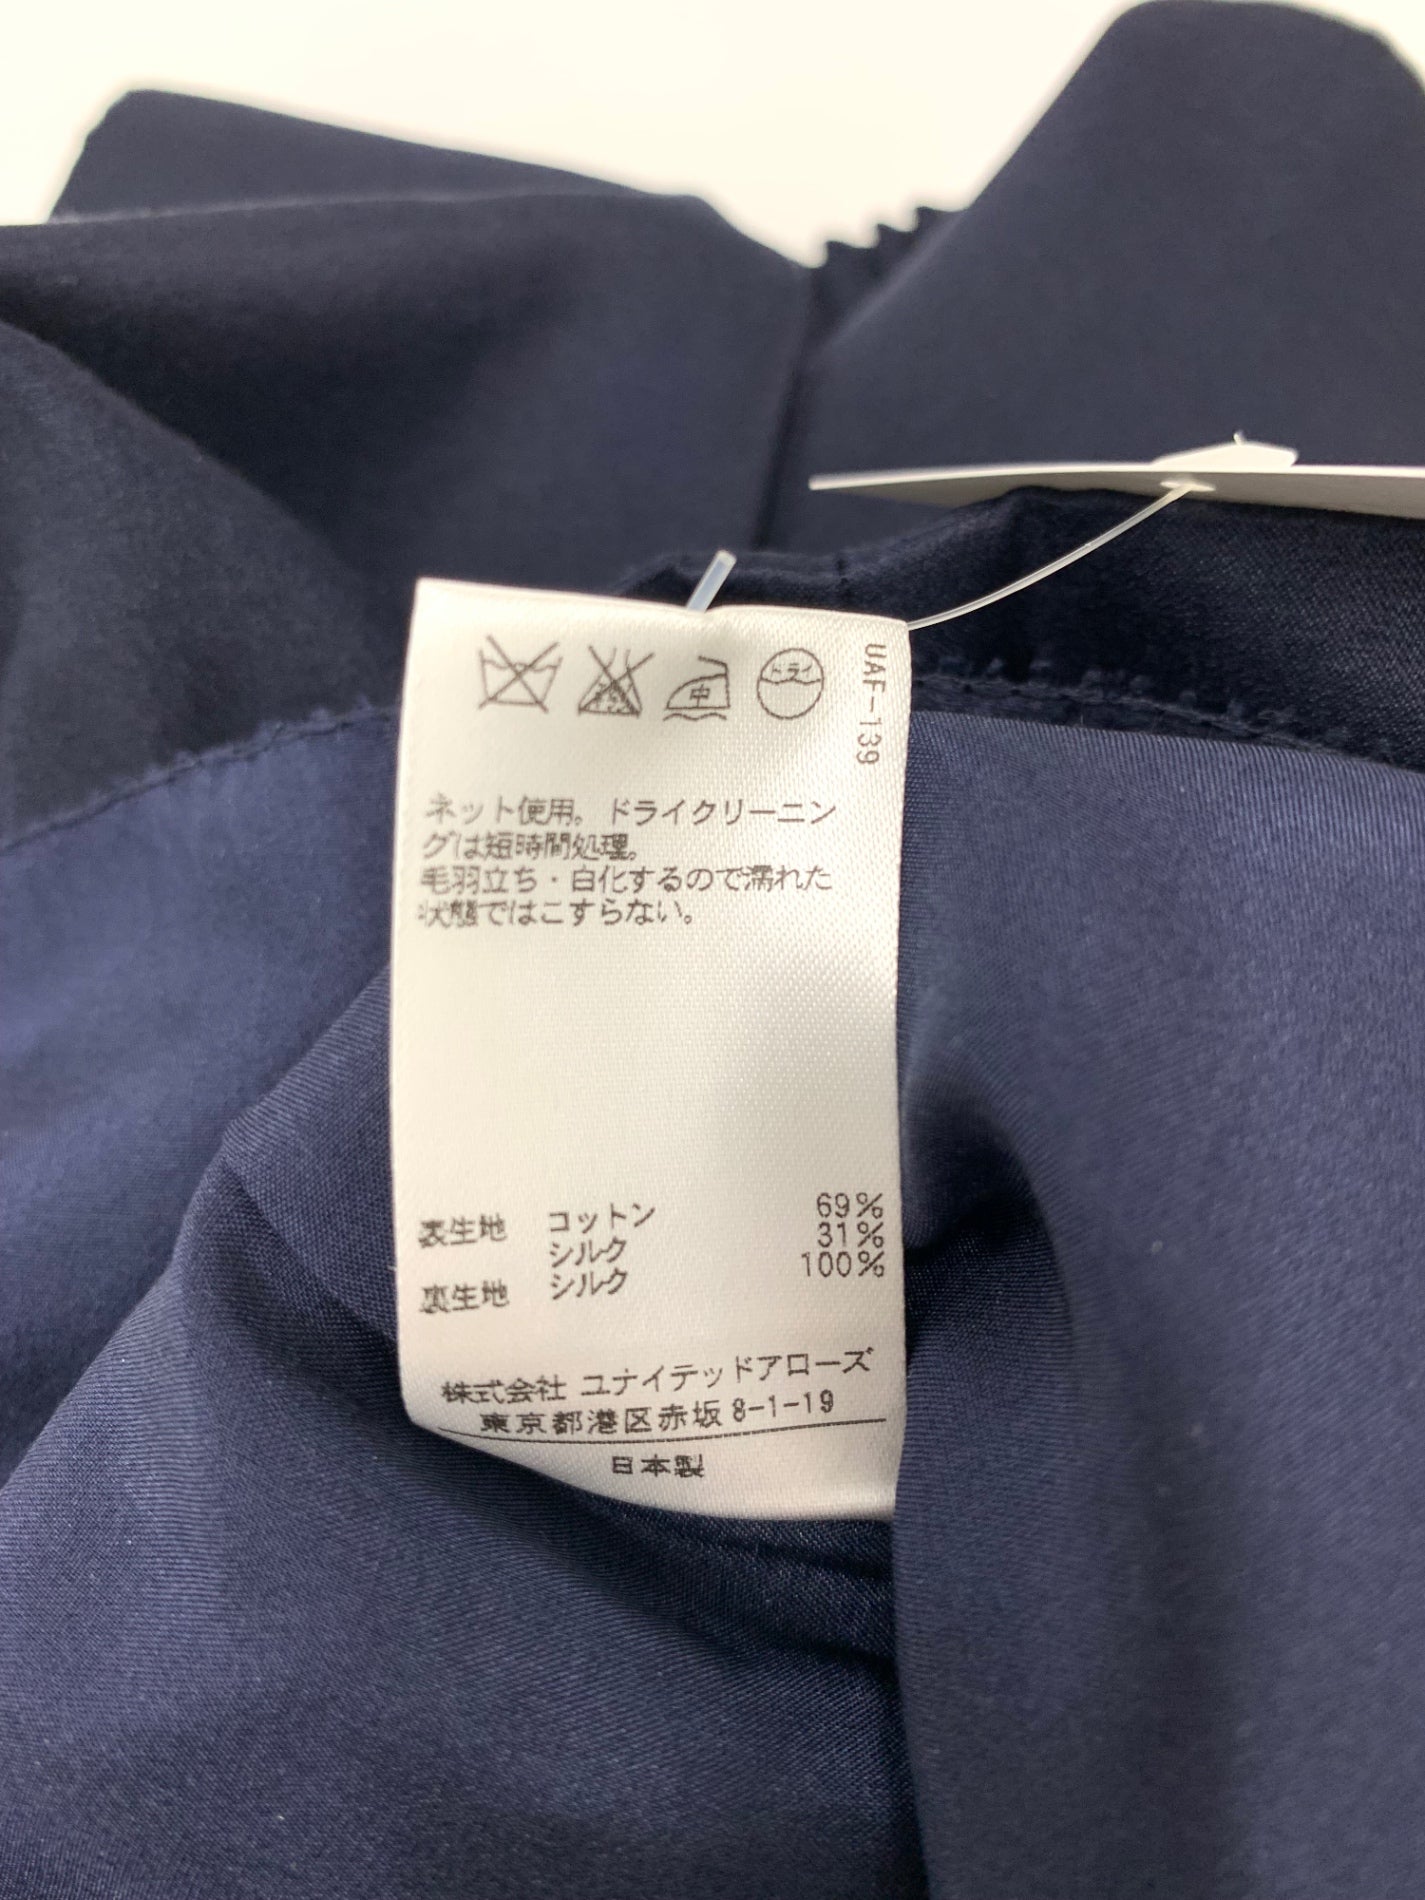 ドライ
中
UAF-139
ネット使用。ドライクリーニン
グは短時間処理。
毛羽立ち・白化するので濡れた
状態ではこすらない。
表生地 コットン 69%
シルク 31%
裏生地 シルク 100%
株式会社 ユナイテッドアローズ
東京都港区赤坂8-1-19
日本製